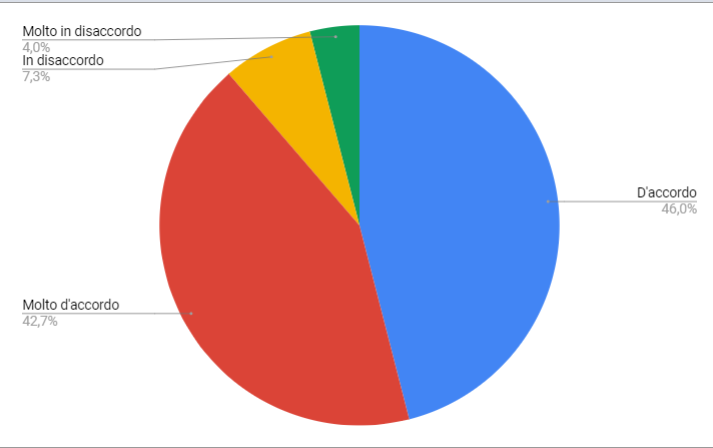 Molto in disaccordo
4,0%
In disaccordo
7,3%
D'accordo
46,0%
Molto d'accordo
42,7%